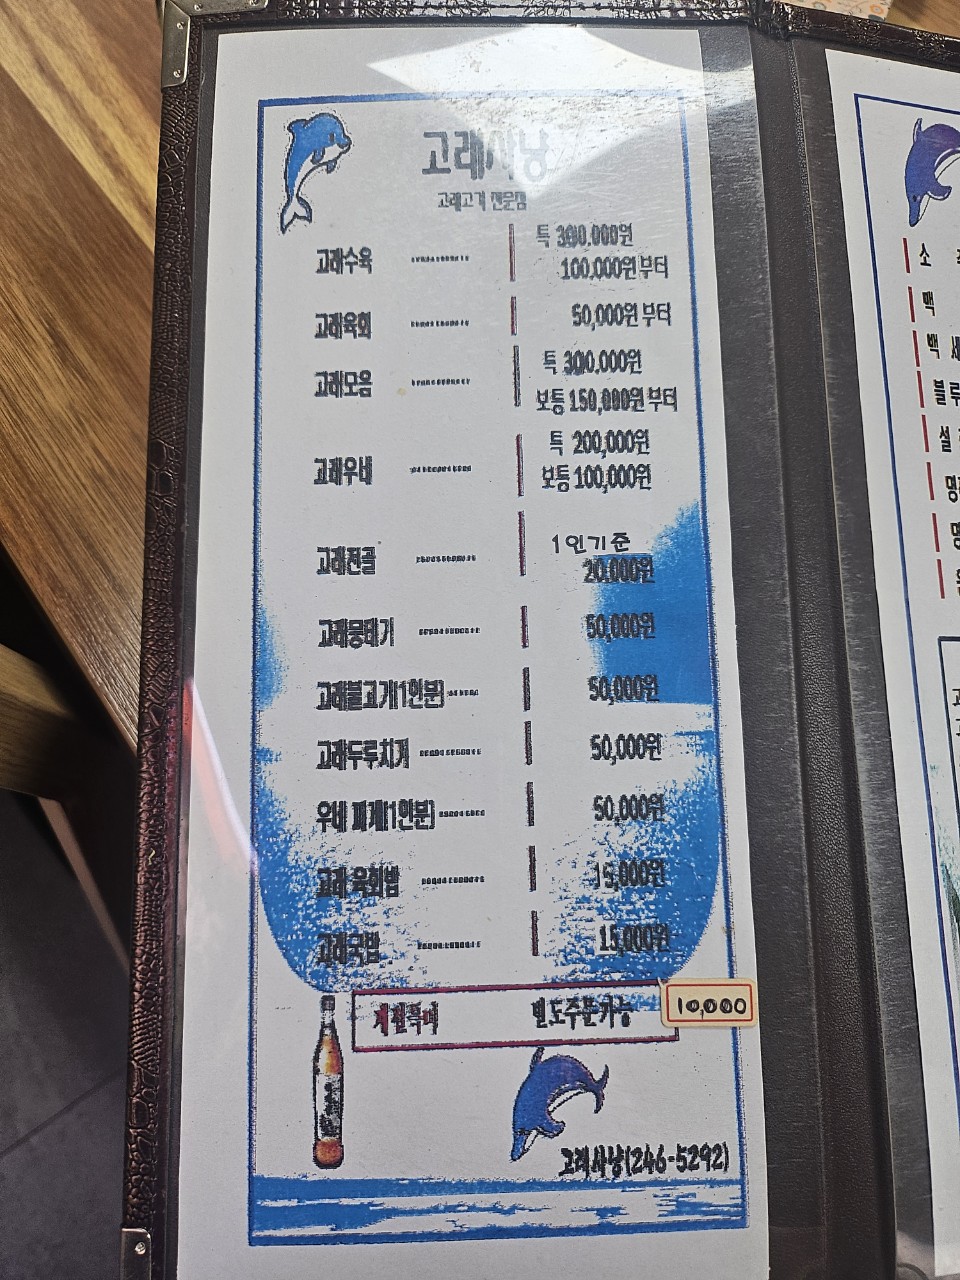 고래사냥
고래고기 전문점
고래수육 특 300,000원
100,000원부터
고래육회 50,000원부터
고래모음 특 300,000원
보통 150,000원부터
고래우네 특 200,000원
보통 100,000원
고래전골 1인기준
20,000원
고래뭉테기 50,000원
고래불고기(1인분) 50,000원
고래두루치기 50,000원
우네 찌개(1인분) 50,000원
고래 육회밥 15,000원
고래국밥 15,000원
별도주문가능 10,000
고래사냥(246-5292)
소
맥
백 세
블루
설